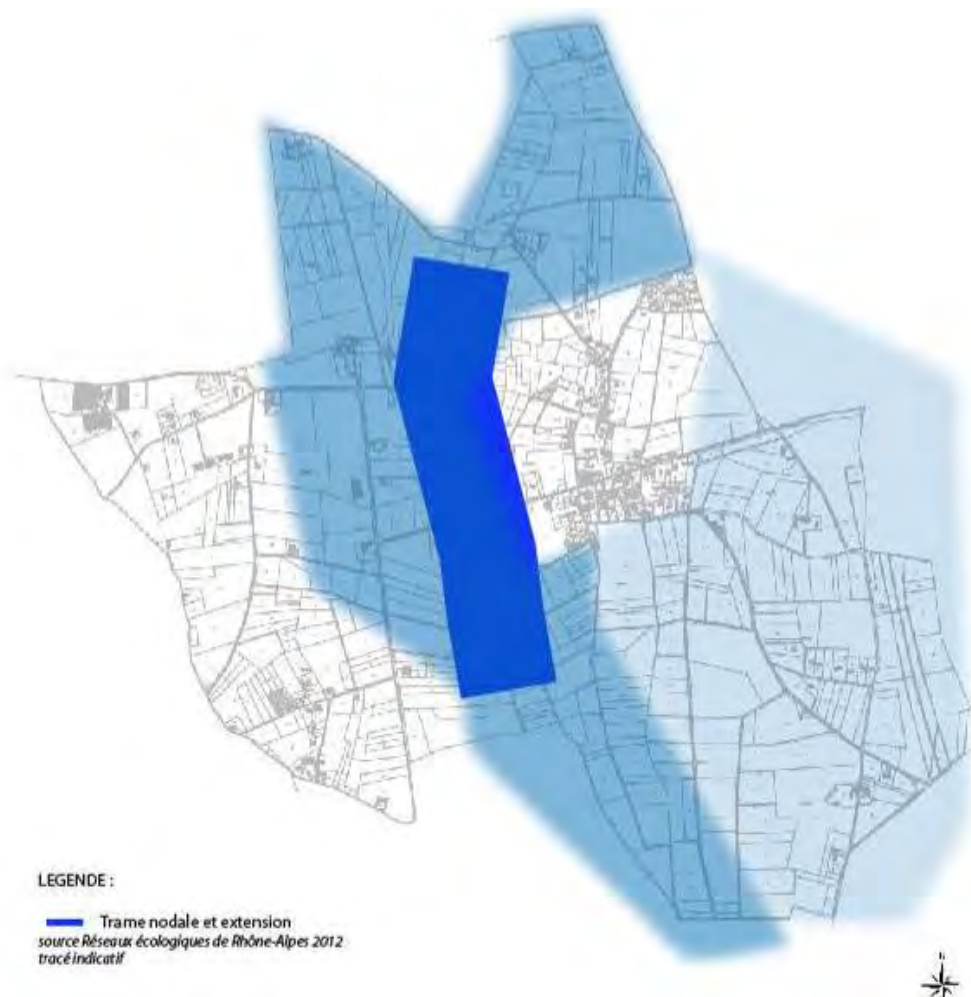 LEGENDE :
Trame nodale et extension
source Réseaux écologiques de Rhône-Alpes 2012
tracé indicatif